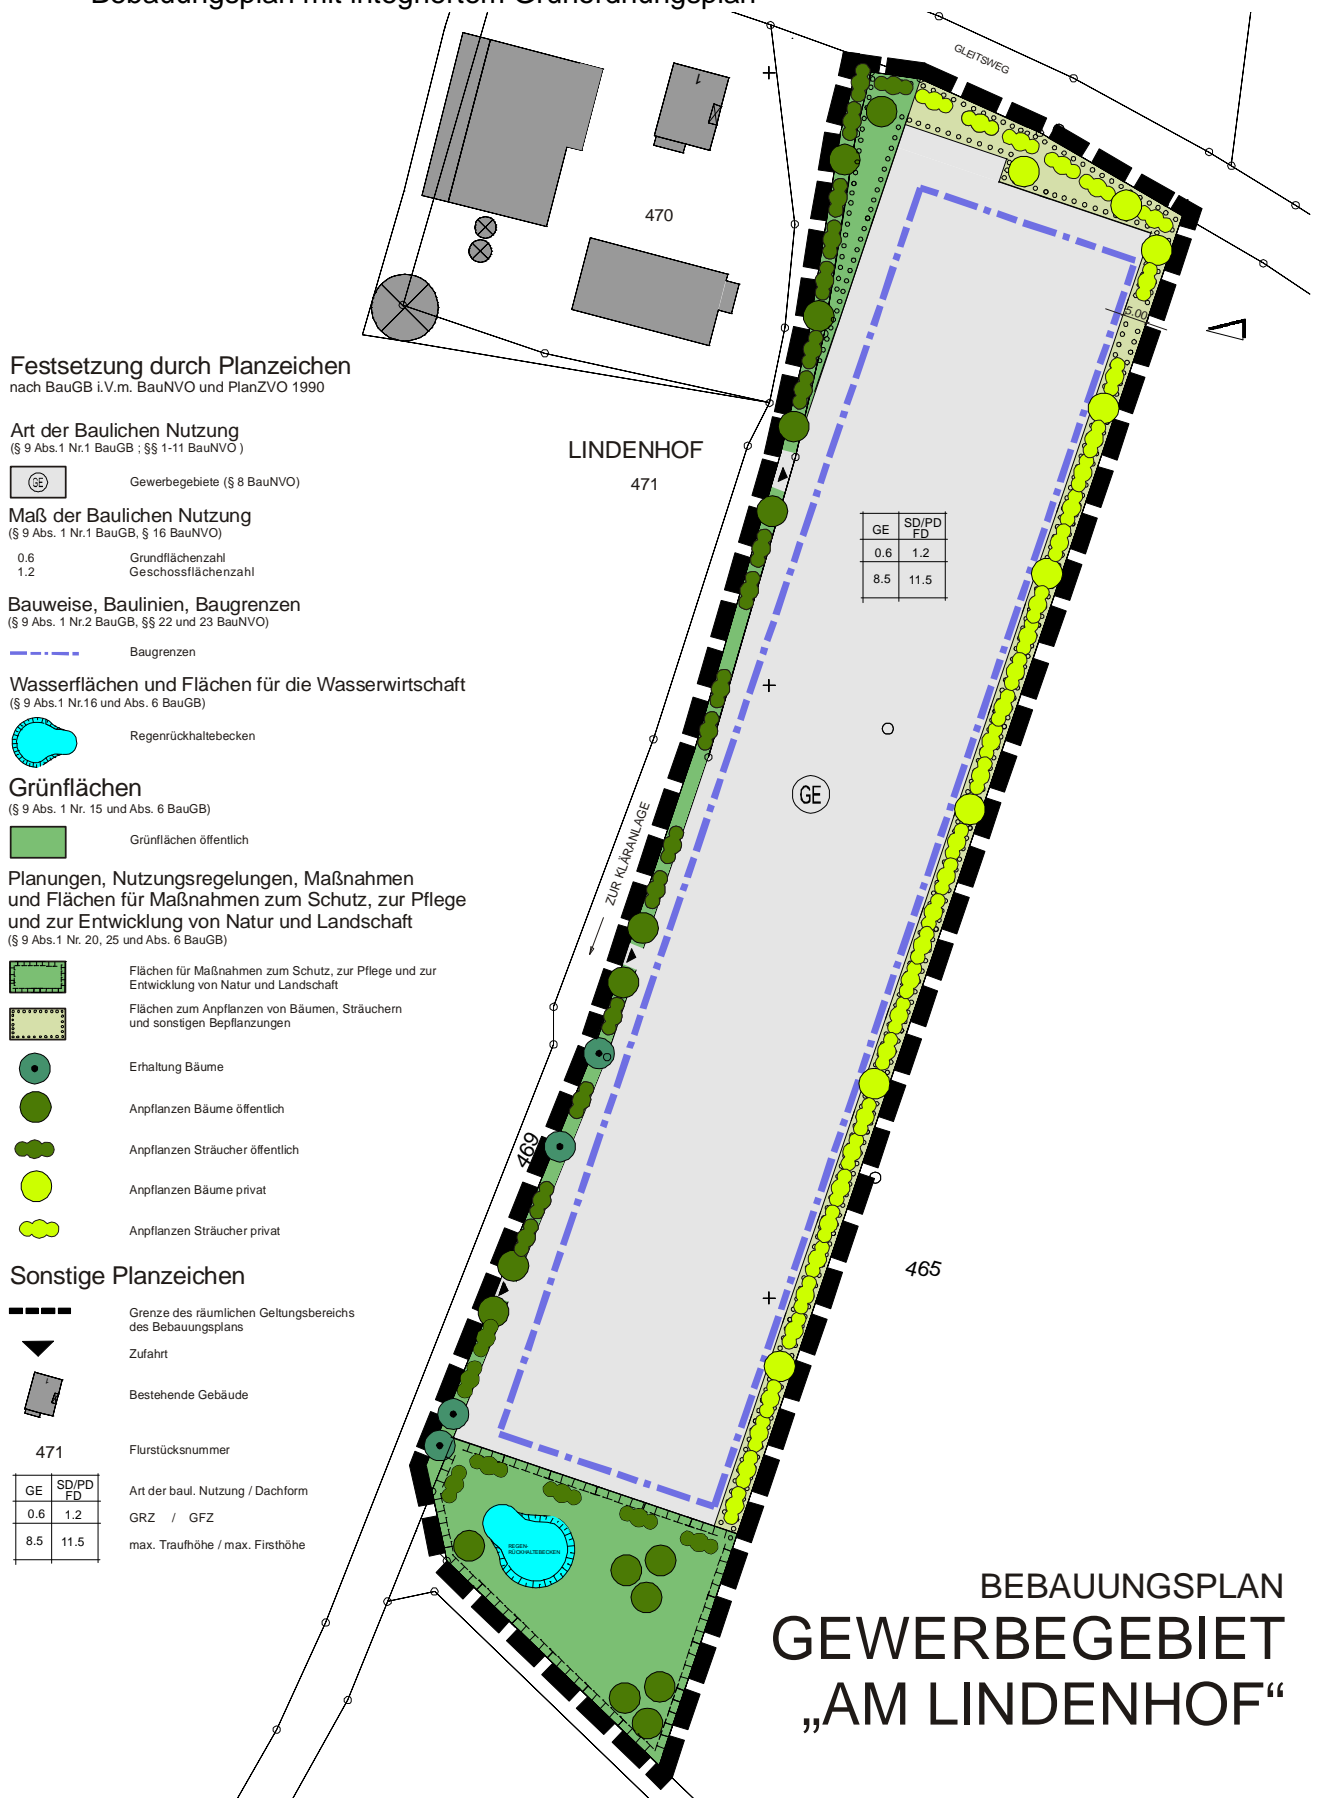 Bebauungsplan mit integriertem Grünordnungsplan
GLEITSWEG
1
470
5.00
Festsetzung durch Planzeichen
nach BauGB i.V.m. BauNVO und PlanZVO 1990
Art der Baulichen Nutzung
(§ 9 Abs.1 Nr.1 BauGB ; §§ 1-11 BauNVO )
GE
Gewerbegebiete (§ 8 BauNVO)
Maß der Baulichen Nutzung
(§ 9 Abs. 1 Nr.1 BauGB, § 16 BauNVO)
0.6 Grundflächenzahl
1.2 Geschossflächenzahl
Bauweise, Baulinien, Baugrenzen
(§ 9 Abs. 1 Nr.2 BauGB, §§ 22 und 23 BauNVO)
Baugrenzen
Wasserflächen und Flächen für die Wasserwirtschaft
(§ 9 Abs.1 Nr.16 und Abs. 6 BauGB)
Regenrückhaltebecken
Grünflächen
(§ 9 Abs. 1 Nr. 15 und Abs. 6 BauGB)
Grünflächen öffentlich
Planungen, Nutzungsregelungen, Maßnahmen
und Flächen für Maßnahmen zum Schutz, zur Pflege
und zur Entwicklung von Natur und Landschaft
(§ 9 Abs.1 Nr. 20, 25 und Abs. 6 BauGB)
Flächen für Maßnahmen zum Schutz, zur Pflege und zur
Entwicklung von Natur und Landschaft
Flächen zum Anpflanzen von Bäumen, Sträuchern
und sonstigen Bepflanzungen
Erhaltung Bäume
Anpflanzen Bäume öffentlich
Anpflanzen Sträucher öffentlich
Anpflanzen Bäume privat
Anpflanzen Sträucher privat
Sonstige Planzeichen
Grenze des räumlichen Geltungsbereichs
des Bebauungsplans
Zufahrt
1
Bestehende Gebäude
471 Flurstücksnummer
GE SD/PD
FD
Art der baul. Nutzung / Dachform
0.6 1.2
GRZ / GFZ
8.5 11.5
max. Traufhöhe / max. Firsthöhe
LINDENHOF
471
GE SD/PD
FD
0.6 1.2
8.5 11.5
GE
ZUR KLÄRANLAGE
469
465
REGEN-
RÜCKHALTEBECKEN
BEBAUUNGSPLAN
GEWERBEGEBIET
„AM LINDENHOF“